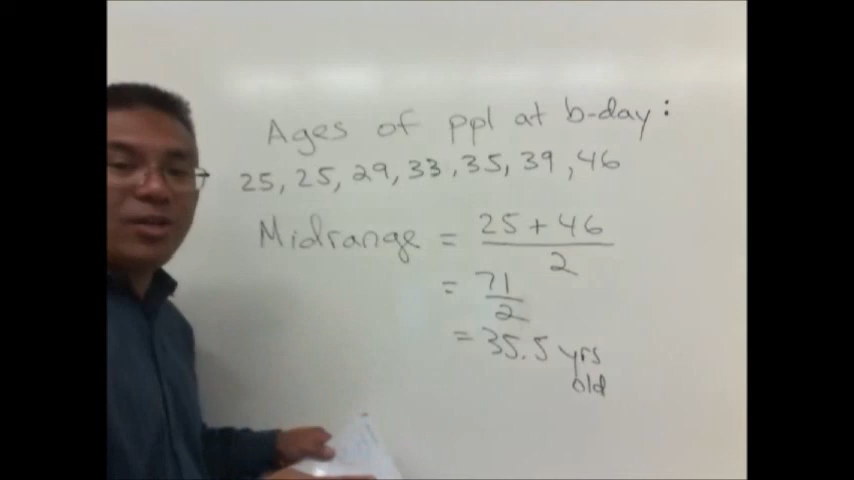 Ages of ppl at b-day:
25, 25, 29, 33, 35, 39, 46
Midrange = 25 + 46
2
= 71
2
= 35.5 yrs
old